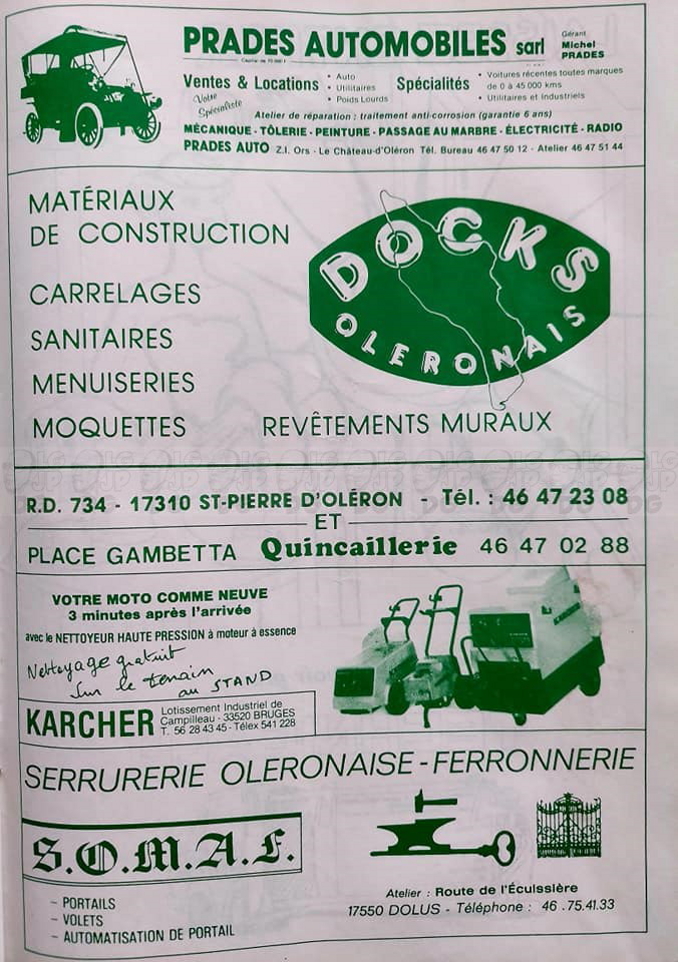 PRADES AUTOMOBILES sarl
Gérant
Michel
PRADES
Ventes & Locations
• Auto
• Utilitaires
• Poids Lourds
Spécialités
• Voitures récentes toutes marques
de 0 à 45 000 kms
• Utilitaires et Industriels
Votre
Spécialiste
Atelier de réparation : traitement anti-corrosion (garantie 6 ans)
MÉCANIQUE - TÔLERIE - PEINTURE - PASSAGE AU MARBRE - ÉLECTRICITÉ - RADIO
PRADES AUTO Z.I. Ors - Le Château-d'Oléron Tél. Bureau 46 47 50 12 - Atelier 46 47 51 44
MATÉRIAUX
DE CONSTRUCTION
CARRELAGES
SANITAIRES
MENUISERIES
MOQUETTES REVÊTEMENTS MURAUX
DOCKS
OLERONAIS
R.D. 734 - 17310 ST-PIERRE D'OLÉRON - Têl. : 46 47 23 08
ET
PLACE GAMBETTA Quincaillerie 46 47 02 88
VOTRE MOTO COMME NEUVE
3 minutes après l'arrivée
avec le NETTOYEUR HAUTE PRESSION à moteur à essence
Nettoyage gratuit
sur le terrain
au STAND
KARCHER
Lotissement Industriel de
Campilleau - 33520 BRUGES
T. 56 28 43 45 - Télex 541 228
SERRURERIE OLERONAISE - FERRONNERIE
S.O.M.A.F.
- PORTAILS
- VOLETS
- AUTOMATISATION DE PORTAIL
Atelier : Route de l'Écuissière
17550 DOLUS - Téléphone : 46 .75.41.33